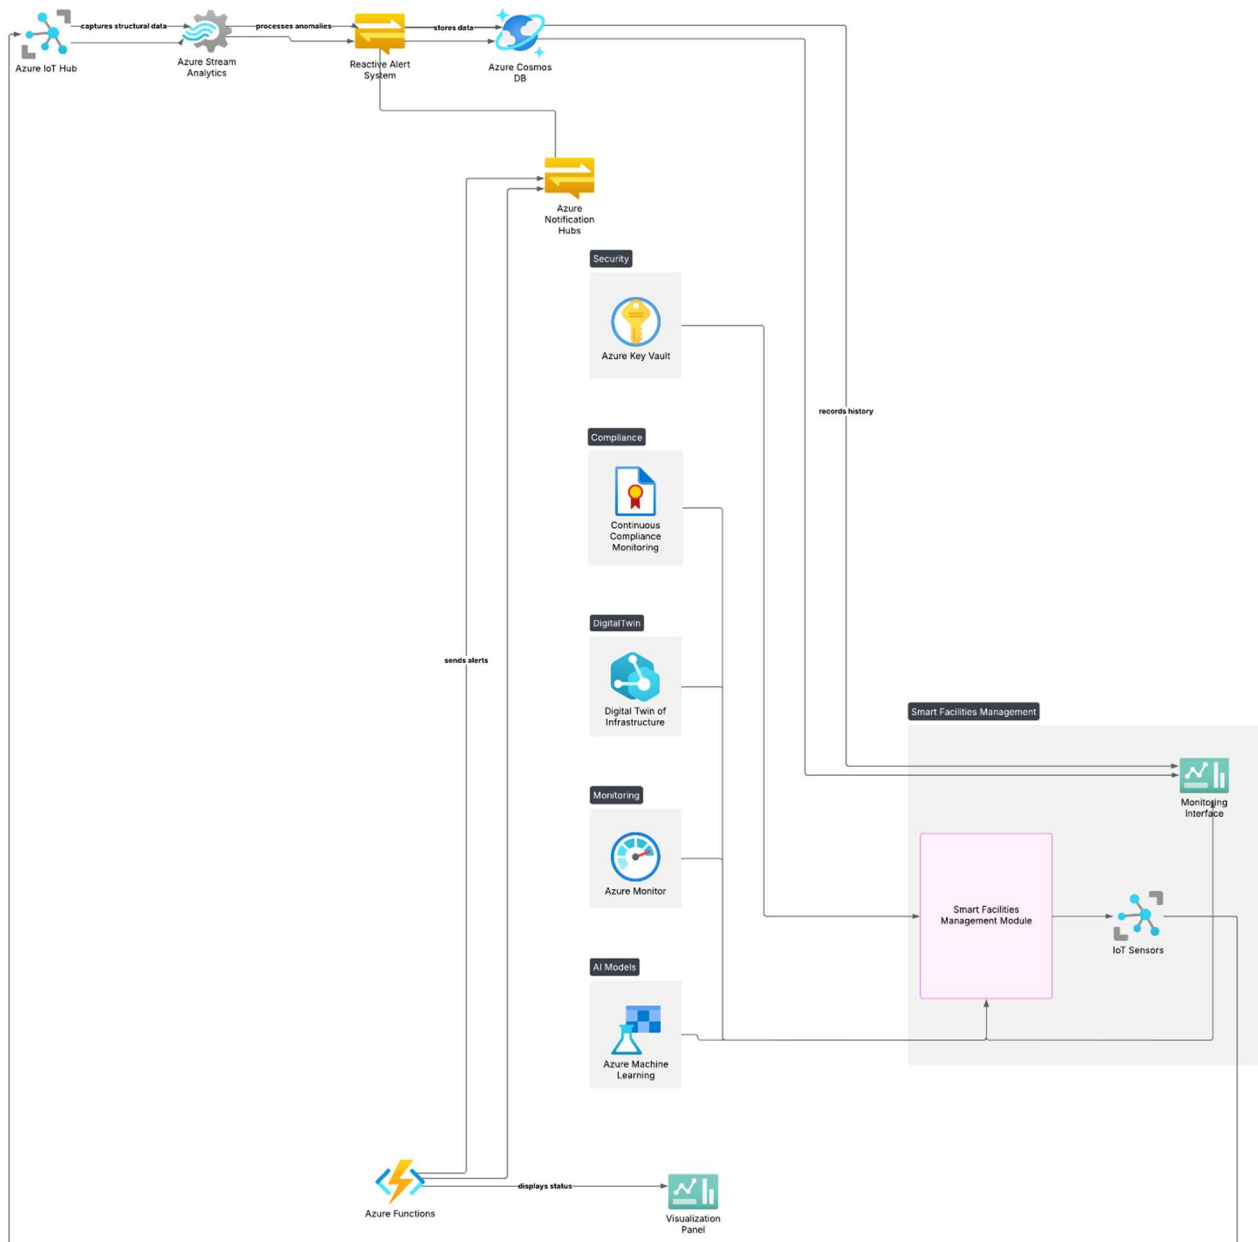 captures structural data
processes anomalies
stores data
Azure IoT Hub
Azure Stream
Analytics
Reactive Alert
System
Azure Cosmos
DB
Azure
Notification
Hubs
Security
Azure Key Vault
records history
Compliance
Continuous
Compliance
Monitoring
DigitalTwin
Digital Twin of
Infrastructure
sends alerts
Smart Facilities Management
Monitoring
Interface
Monitoring
Azure Monitor
Smart Facilities
Management Module
IoT Sensors
AI Models
Azure Machine
Learning
Azure Functions
displays status
Visualization
Panel